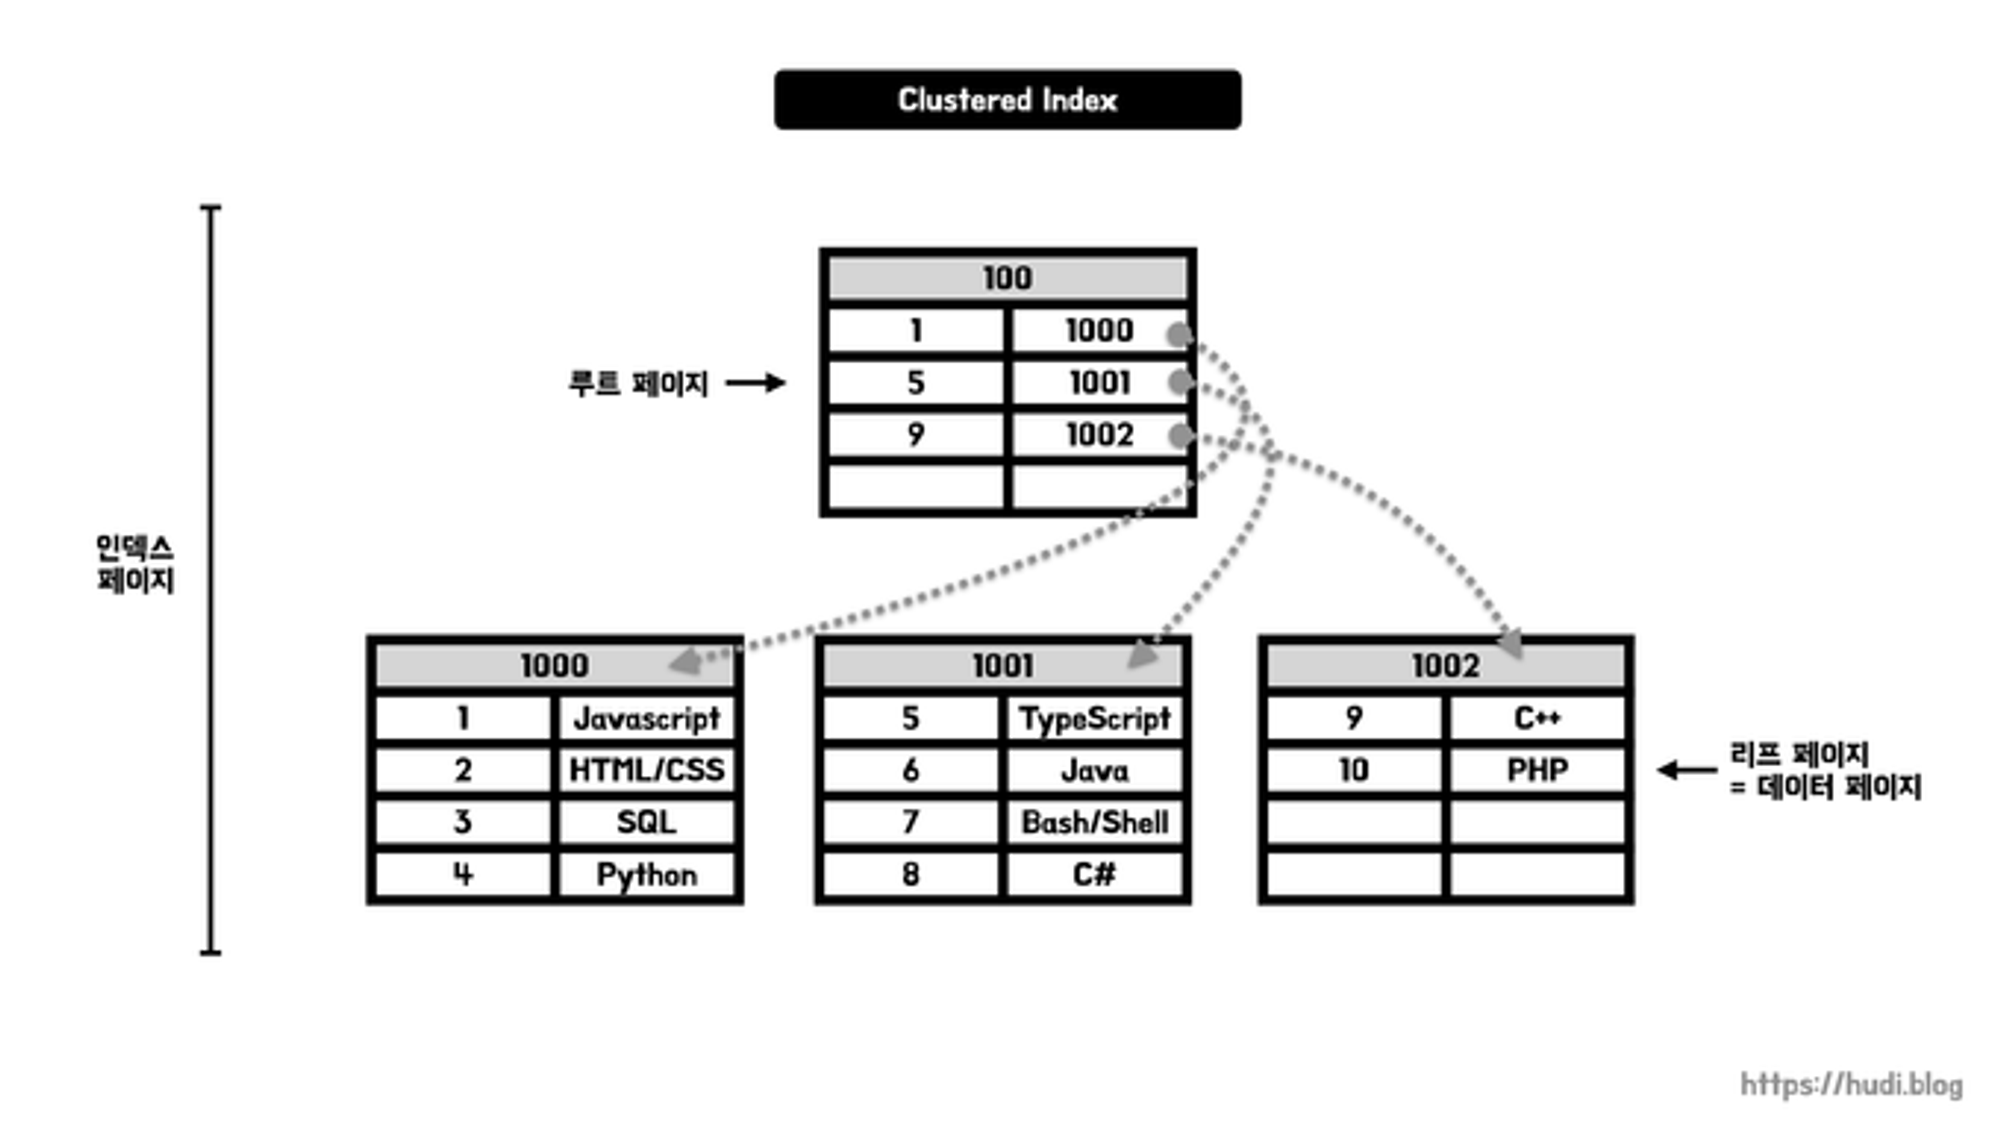 Clustered Index
100
1 1000
루트 페이지 5 1001
9 1002
인덱스
페이지
1000 1001 1002
1 Javascript 5 TypeScript 9 C++
2 HTML/CSS 6 Java 10 PHP
리프 페이지
= 데이터 페이지
3 SQL 7 Bash/Shell
4 Python 8 C#
https://hudi.blog